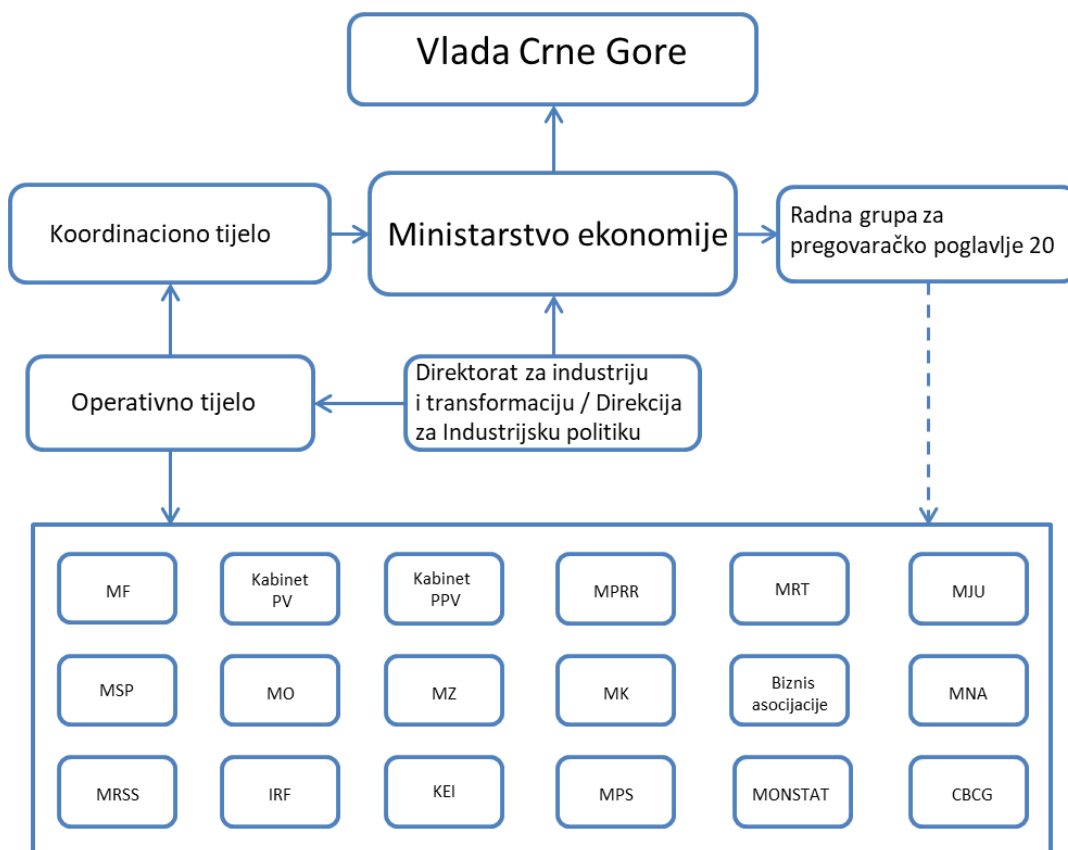 Vlada Crne Gore
Koordinaciono tijelo
Ministarstvo ekonomije
Radna grupa za
pregovaračko poglavlje 20
Operativno tijelo
Direktorat za industriju
i transformaciju / Direkcija
za Industrijsku politiku
MF
Kabinet
PV
Kabinet
PPV
MPRR
MRT
MJU
MSP
MO
MZ
MK
Biznis
asocijacije
MNA
MRSS
IRF
KEI
MPS
MONSTAT
CBCG